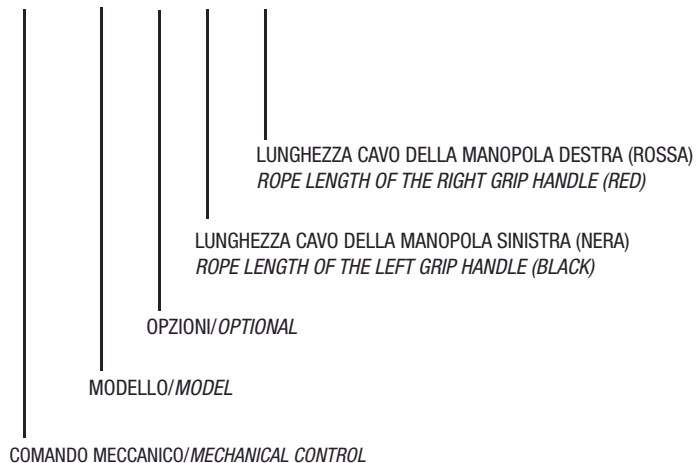 LUNGHEZZA CAVO DELLA MANOPOLA DESTRA (ROSSA)
ROPE LENGTH OF THE RIGHT GRIP HANDLE (RED)
LUNGHEZZA CAVO DELLA MANOPOLA SINISTRA (NERA)
ROPE LENGTH OF THE LEFT GRIP HANDLE (BLACK)
OPZIONI/OPTIONAL
MODELLO/MODEL
COMANDO MECCANICO/MECHANICAL CONTROL